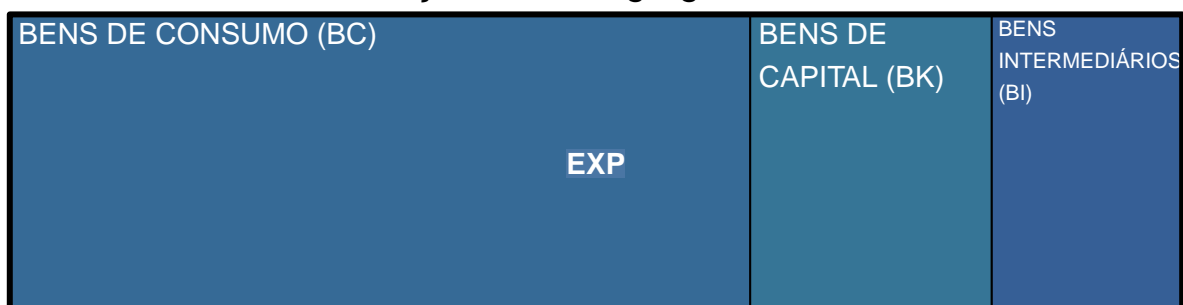 BENS DE CONSUMO (BC)
BENS DE
CAPITAL (BK)
BENS
INTERMEDIÁRIOS
(BI)
EXP